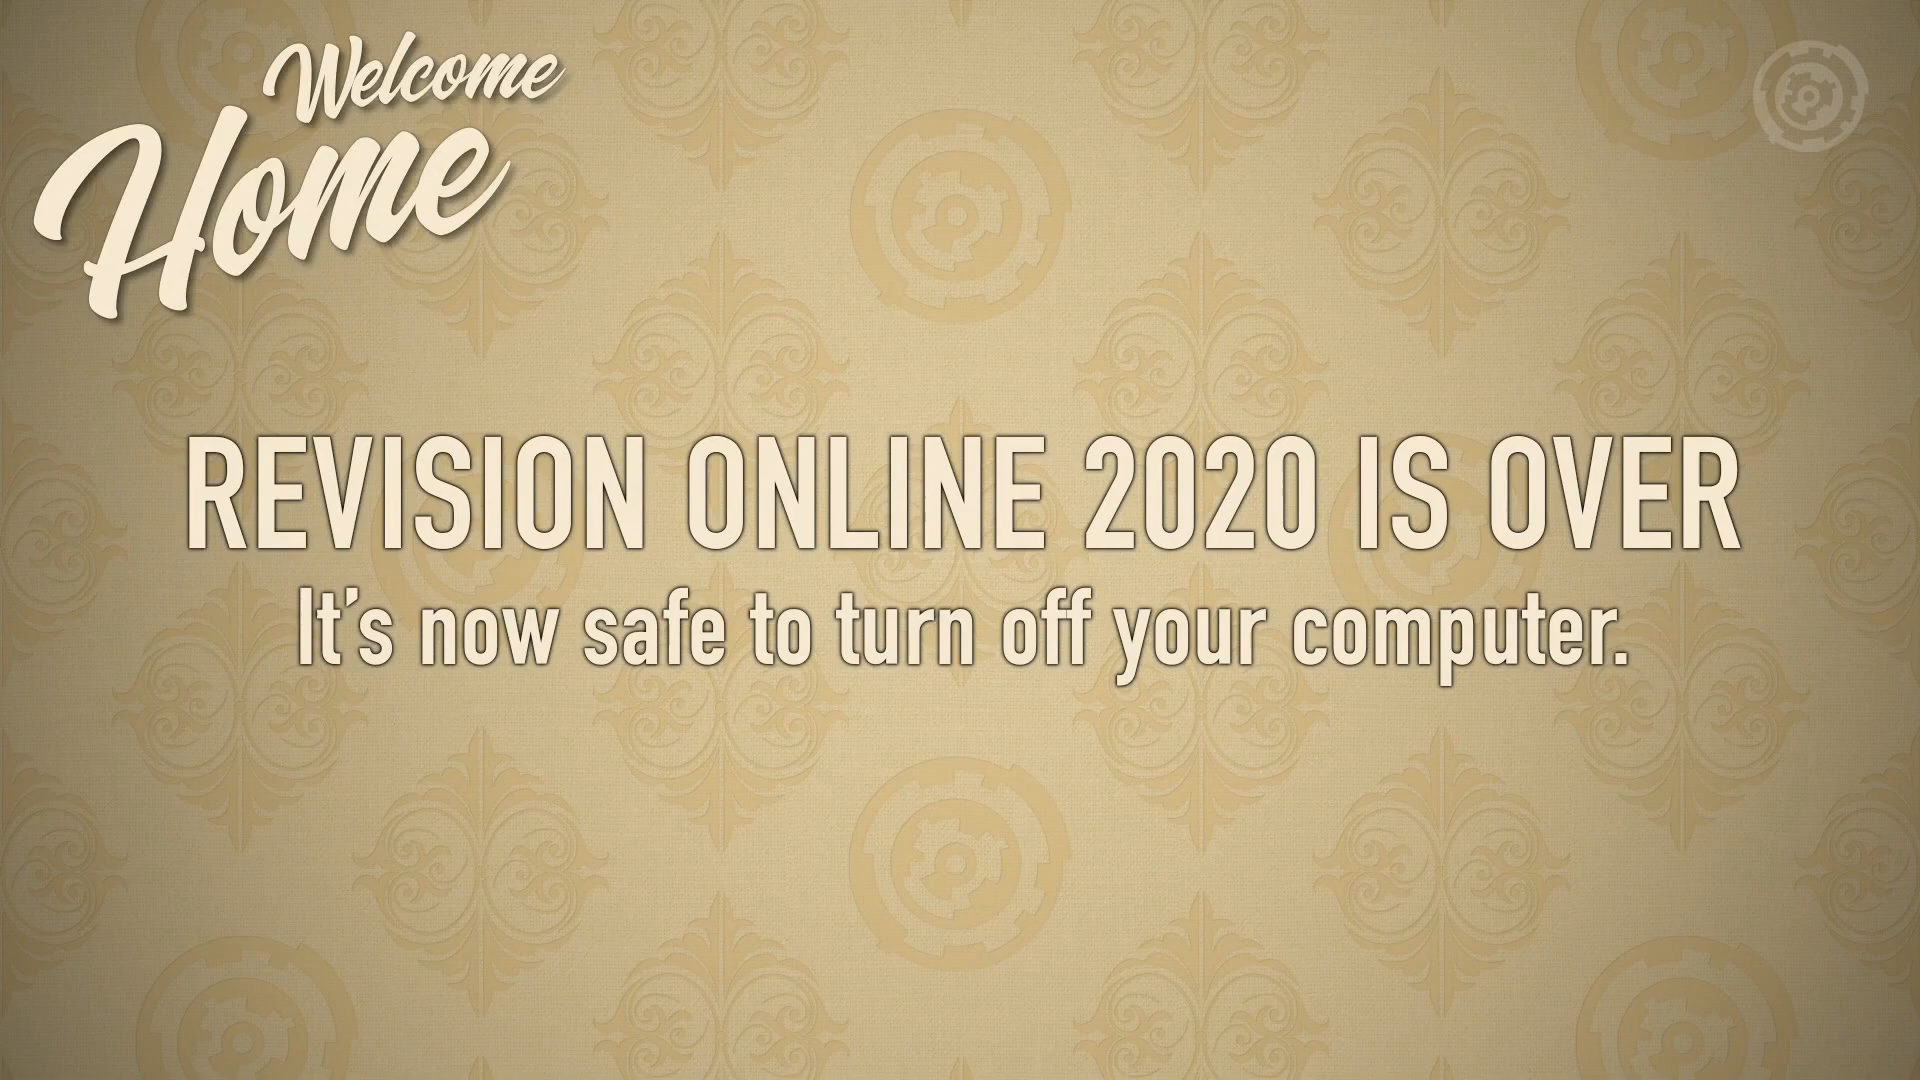 Welcome
Home
REVISION ONLINE 2020 IS OVER
It's now safe to turn off your computer.